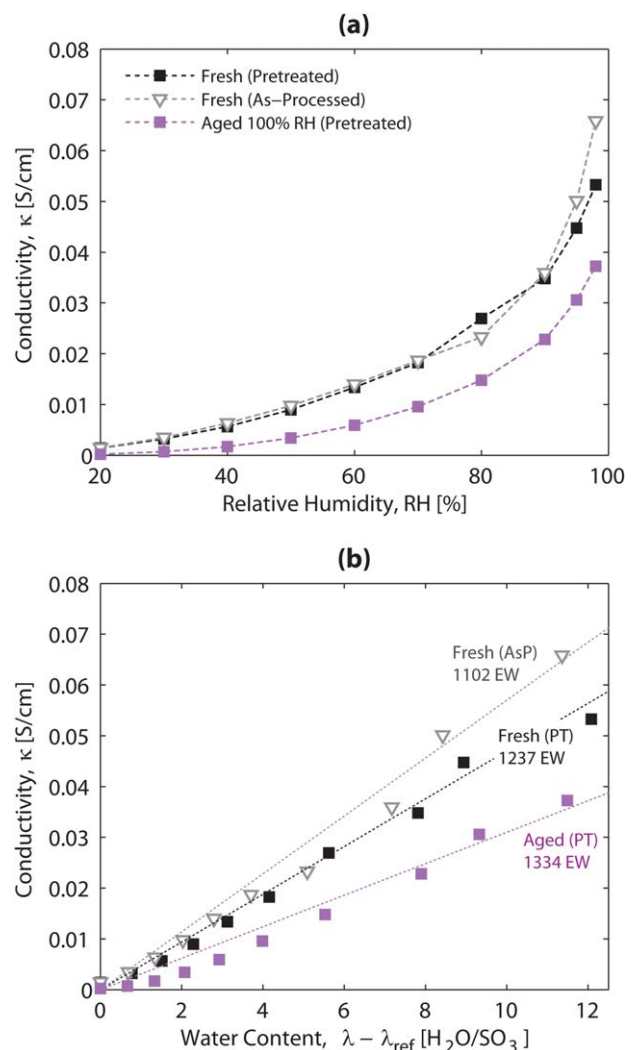 (a)
0.08
0.07
0.06
0.05
0.04
0.03
0.02
0.01
0
Conductivity, κ [S/cm]
Fresh (Pretreated)
Fresh (As−Processed)
Aged 100% RH (Pretreated)
20 30 40 50 60 70 80 90 100
Relative Humidity, RH [%]
(b)
0.08
0.07
0.06
0.05
0.04
0.03
0.02
0.01
0
Conductivity, κ [S/cm]
Fresh (AsP)
1102 EW
Fresh (PT)
1237 EW
Aged (PT)
1334 EW
0 2 4 6 8 10 12
Water Content, λ − λref [H2O/SO3]